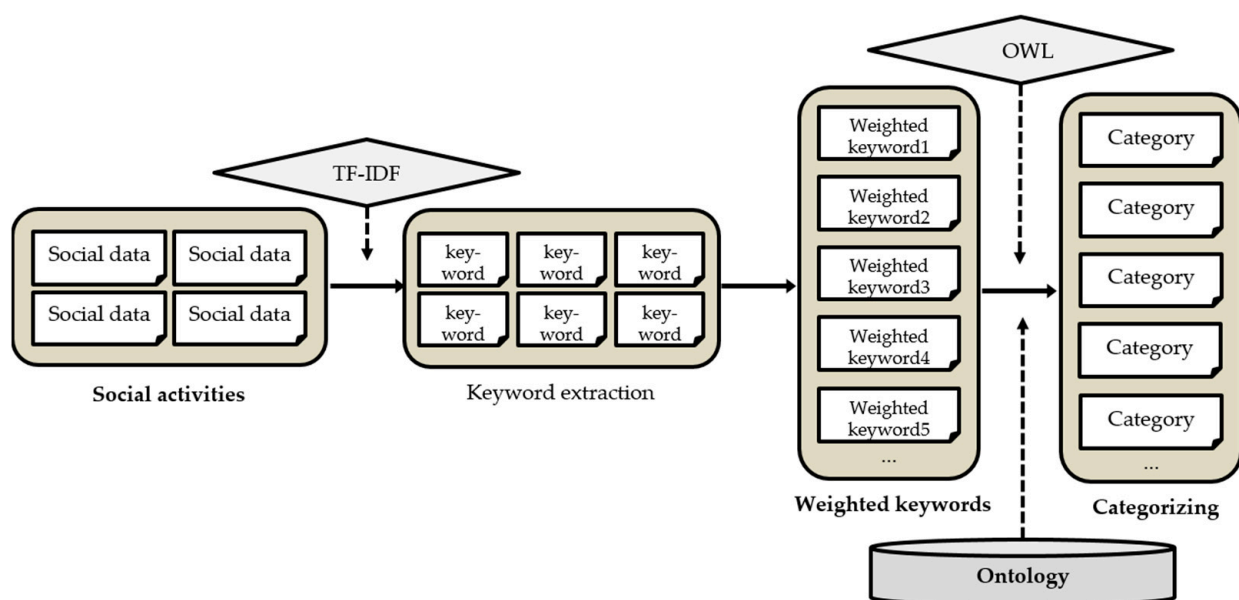 TF-IDF
Social data
Social data
Social data
Social data
Social activities
key-
word
key-
word
key-
word
key-
word
key-
word
key-
word
Keyword extraction
Weighted
keyword1
Weighted
keyword2
Weighted
keyword3
Weighted
keyword4
Weighted
keyword5
...
Weighted keywords
OWL
Category
Category
Category
Category
Category
...
Categorizing
Ontology